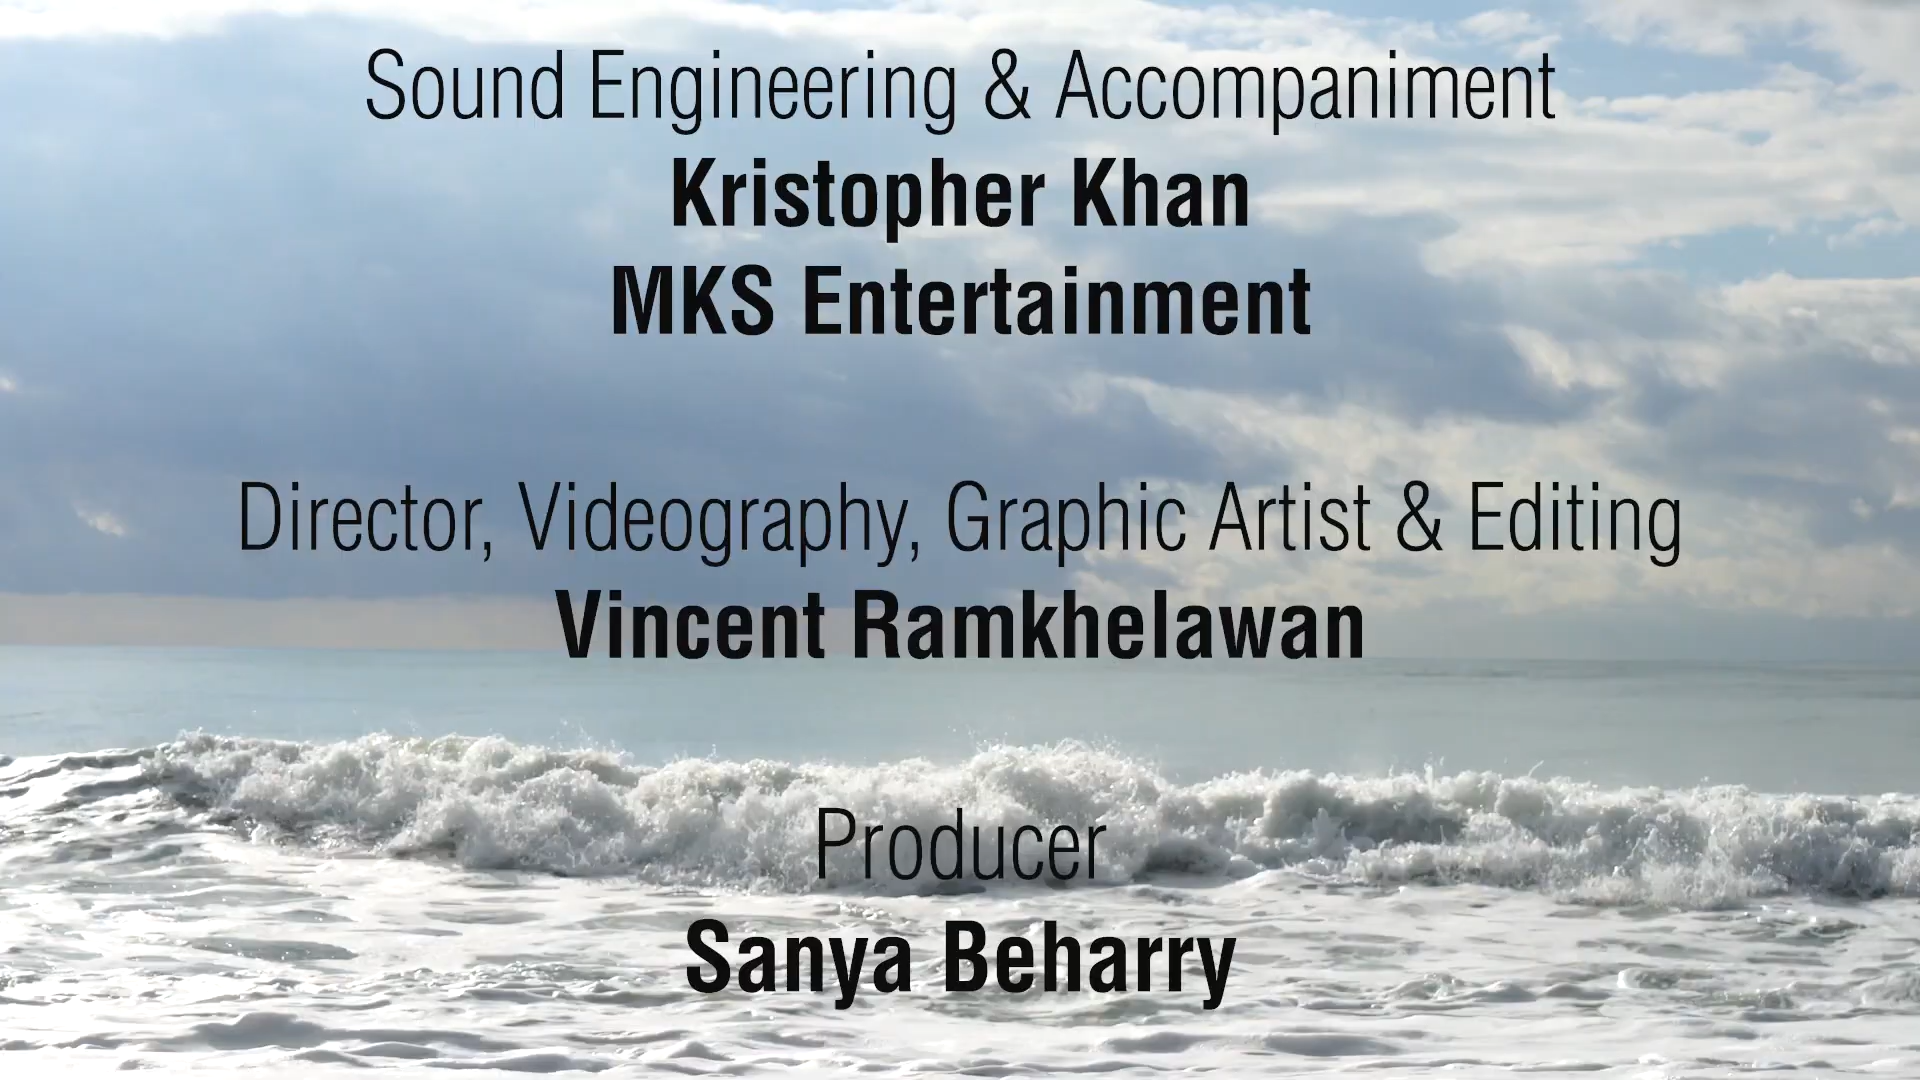 Sound Engineering & Accompaniment
Kristopher Khan
MKS Entertainment
Director, Videography, Graphic Artist & Editing
Vincent Ramkhelawan
Producer
Sanya Beharry